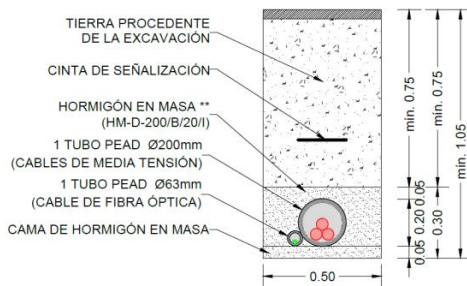 TIERRA PROCEDENTE
DE LA EXCAVACIÓN
CINTA DE SEÑALIZACIÓN
HORMIGÓN EN MASA **
(HM-D-200/B/20/I)
1 TUBO PEAD Ø200mm
(CABLES DE MEDIA TENSIÓN)
1 TUBO PEAD Ø63mm
(CABLE DE FIBRA ÓPTICA)
CAMA DE HORMIGÓN EN MASA
min. 0.75
0.05
0.20
0.05
min. 0.75
0.30
min. 1.05
0.50